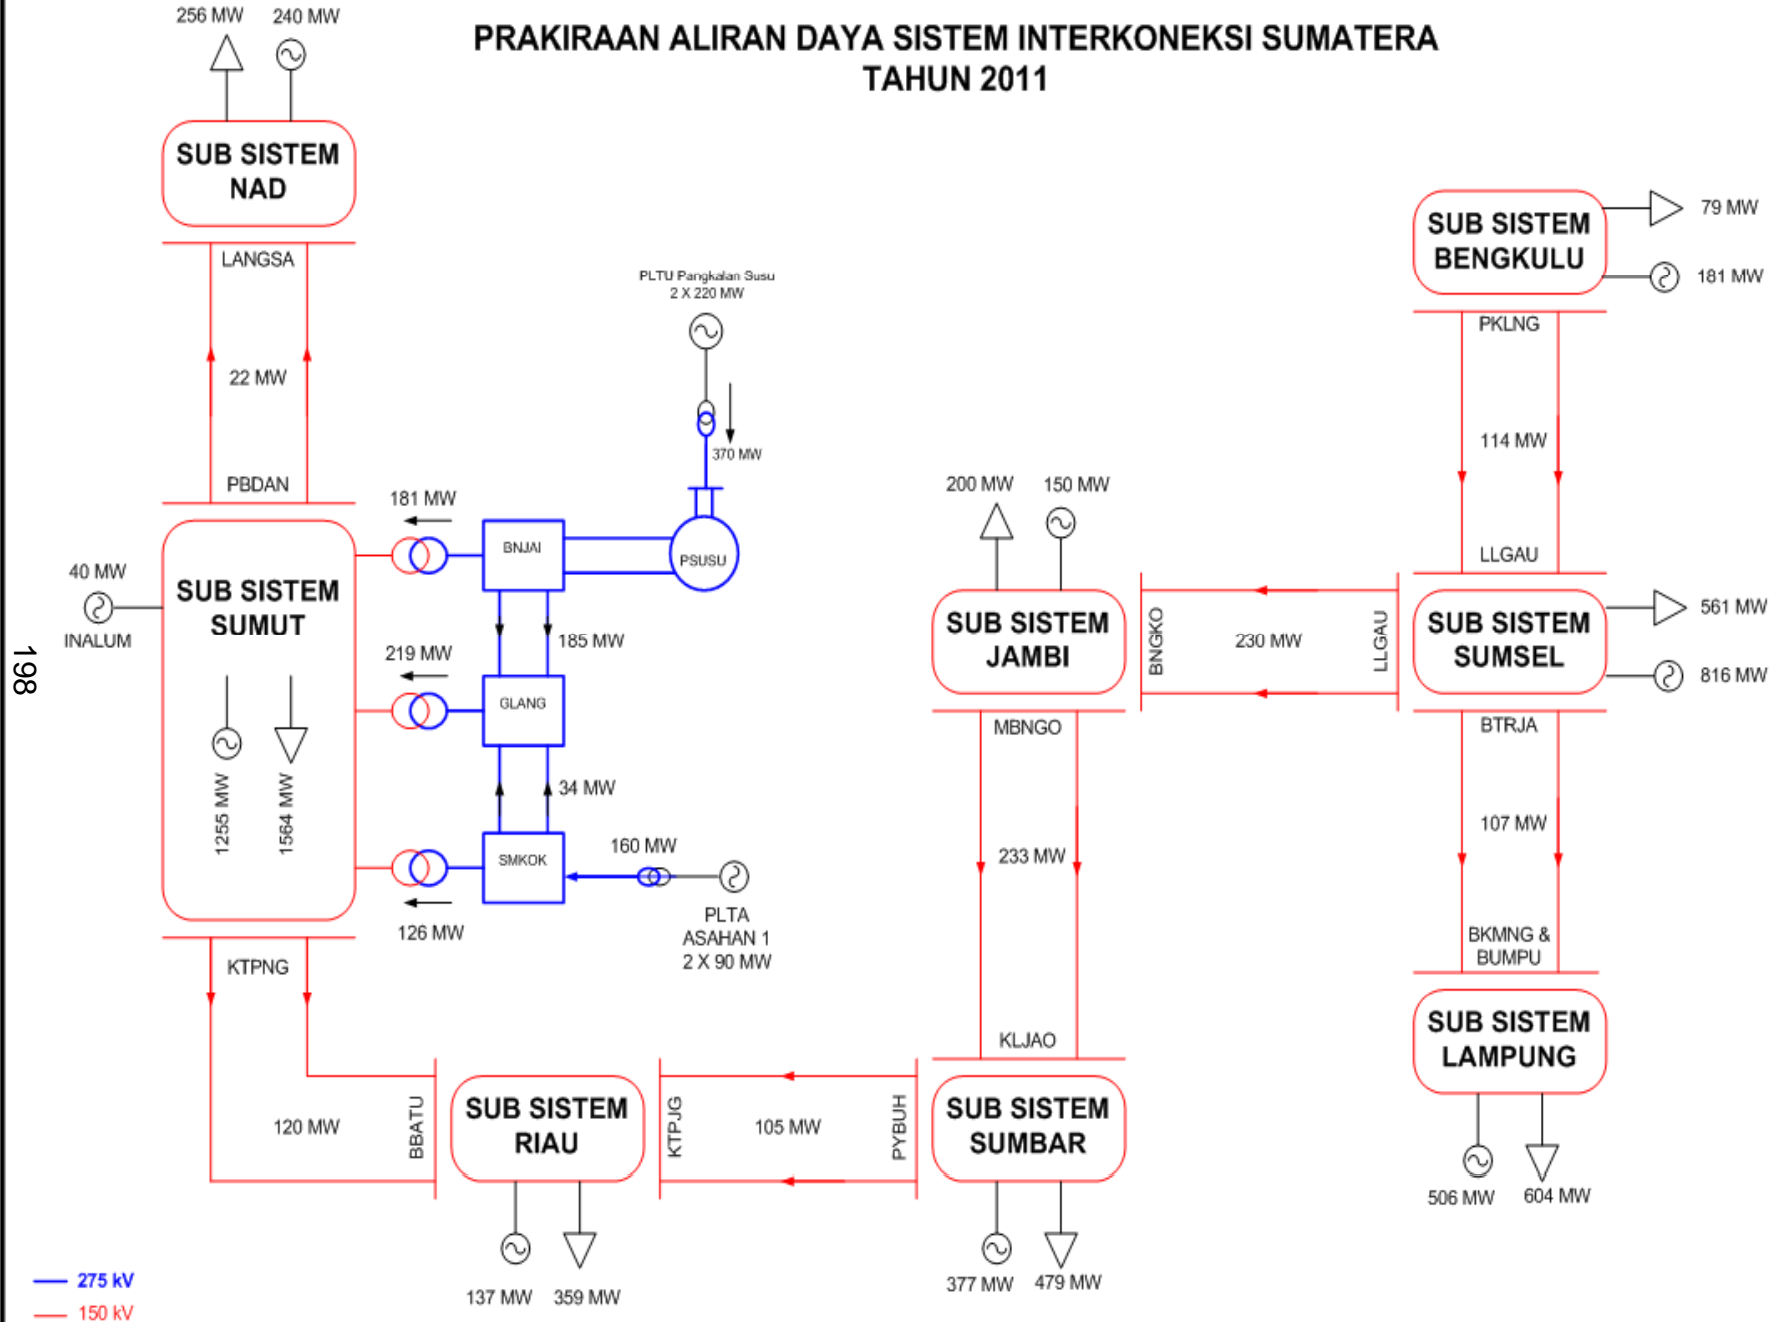 PRAKIRAAN ALIRAN DAYA SISTEM INTERKONEKSI SUMATERA
TAHUN 2011
256 MW
240 MW
SUB SISTEM
NAD
LANGSA
22 MW
PBDAN
40 MW
INALUM
SUB SISTEM
SUMUT
1255 MW
1564 MW
KTPNG
181 MW
219 MW
126 MW
BNJAI
185 MW
GLANG
34 MW
SMKOK
PLTU Pangkalan Susu
2 X 220 MW
370 MW
PSUSU
160 MW
PLTA
ASAHAN 1
2 X 90 MW
120 MW
BBATU
SUB SISTEM
RIAU
137 MW
359 MW
KTPJG
105 MW
PYBUH
SUB SISTEM
SUMBAR
377 MW
479 MW
KLJAO
233 MW
MBNGO
200 MW
150 MW
SUB SISTEM
JAMBI
BNGKO
230 MW
LLGAU
SUB SISTEM
BENGKULU
79 MW
181 MW
PKLNG
114 MW
LLGAU
SUB SISTEM
SUMSEL
561 MW
816 MW
BTRJA
107 MW
BKMNG &
BUMPU
SUB SISTEM
LAMPUNG
506 MW
604 MW
275 kV
150 kV
198